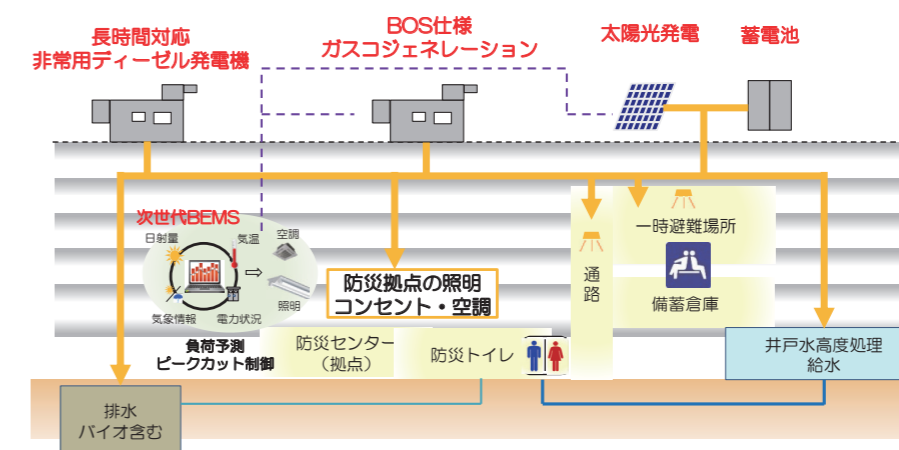 長時間対応
非常用ディーゼル発電機
BOS仕様
ガスコジェネレーション
太陽光発電
蓄電池
次世代BEMS
日射量
気温
空調
照明
気象情報
電力状況
負荷予測
ピークカット制御
防災拠点の照明
コンセント・空調
通
路
一時避難場所
備蓄倉庫
防災センター
（拠点）
防災トイレ
井戸水高度処理
給水
排水
バイオ含む